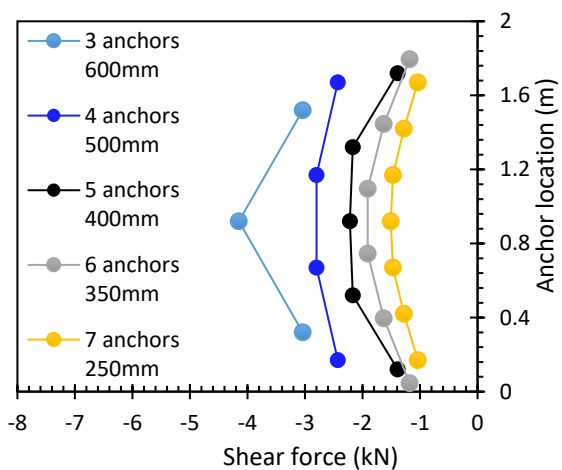 3 anchors
600mm
4 anchors
500mm
5 anchors
400mm
6 anchors
350mm
7 anchors
250mm
2
1.6
1.2
0.8
0.4
0
Anchor location (m)
-8 -7 -6 -5 -4 -3 -2 -1 0
Shear force (kN)